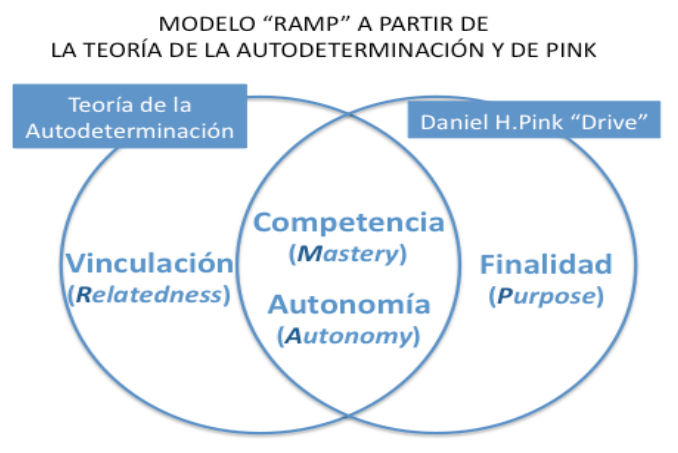 MODELO “RAMP” A PARTIR DE
LA TEORÍA DE LA AUTODETERMINACIÓN Y DE PINK
Teoría de la
Autodeterminación
Daniel H.Pink “Drive”
Vinculación
(Relatedness)
Competencia
(Mastery)
Autonomía
(Autonomy)
Finalidad
(Purpose)